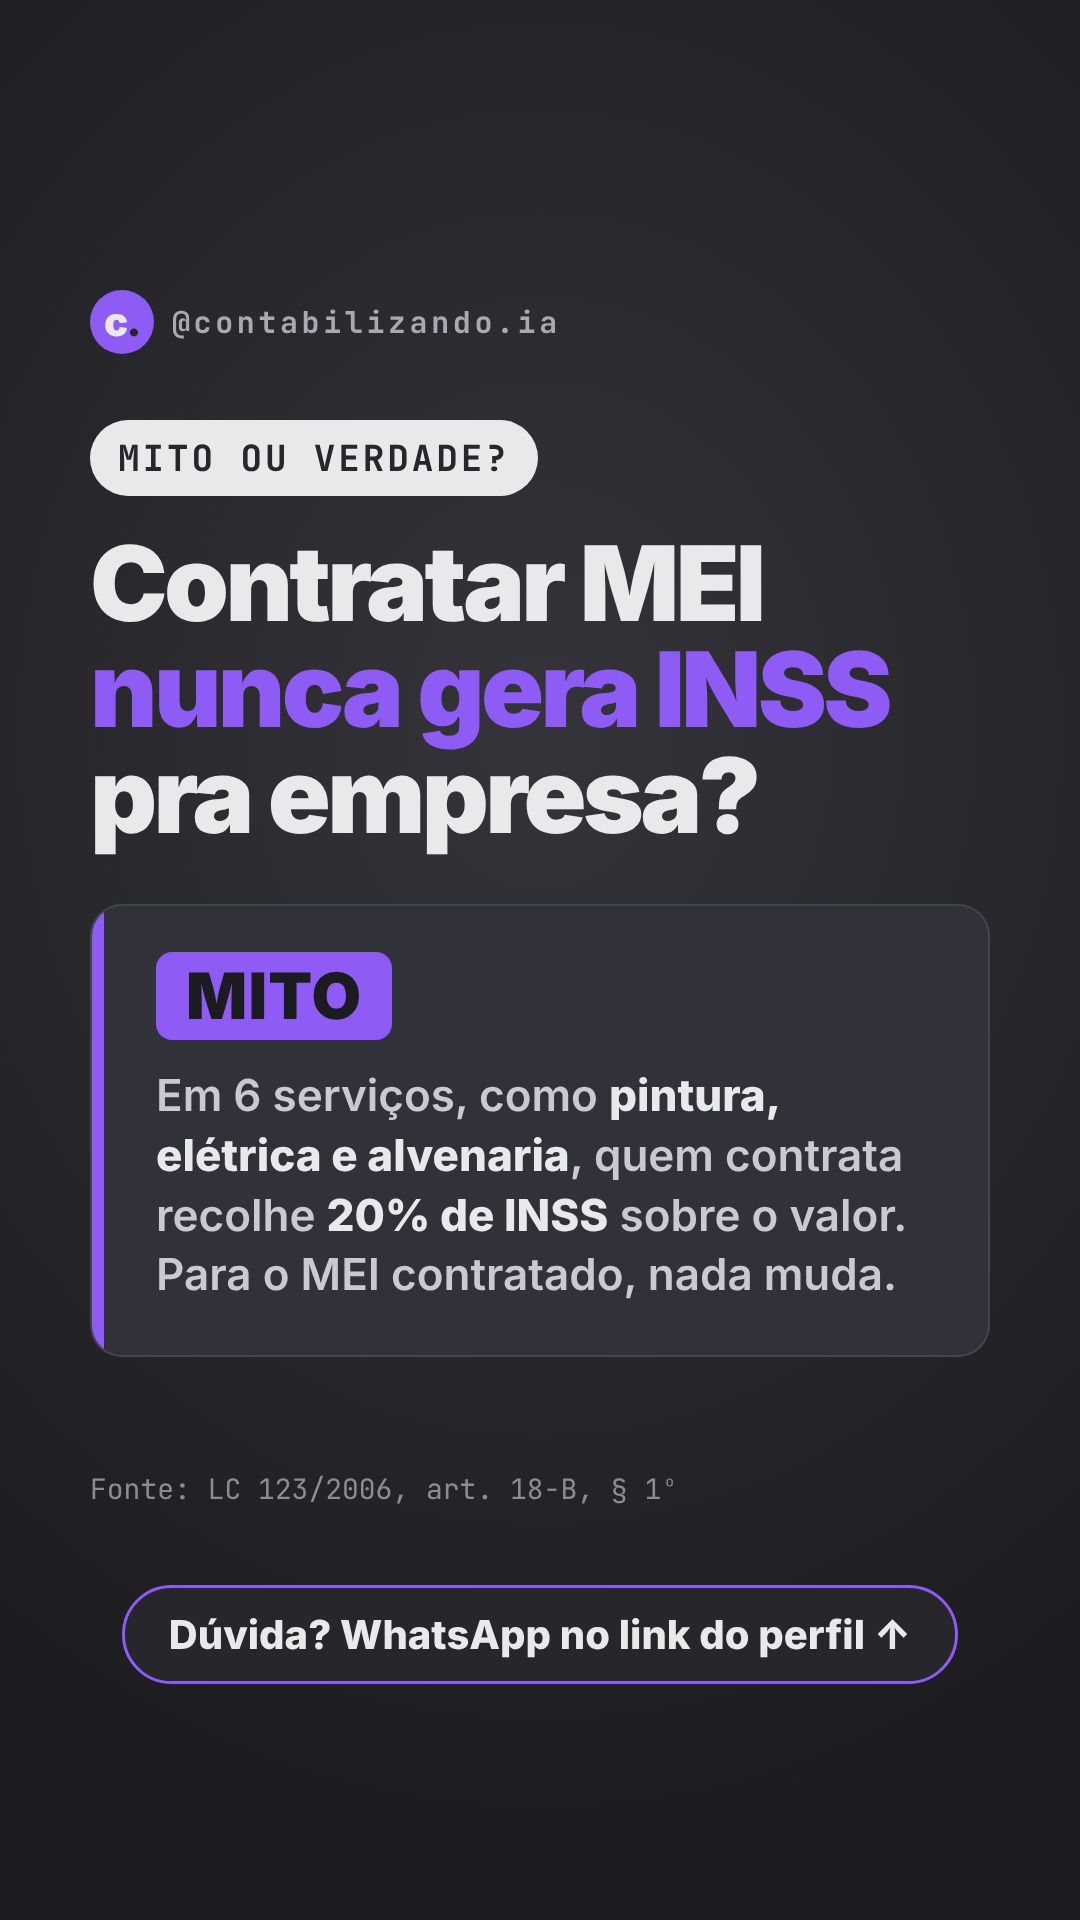 c. @contabilizando.ia
MITO OU VERDADE?
Contratar MEI
nunca gera INSS
pra empresa?
MITO
Em 6 serviços, como pintura,
elétrica e alvenaria, quem contrata
recolhe 20% de INSS sobre o valor.
Para o MEI contratado, nada muda.
Fonte: LC 123/2006, art. 18-B, § 1º
Dúvida? WhatsApp no link do perfil ↑